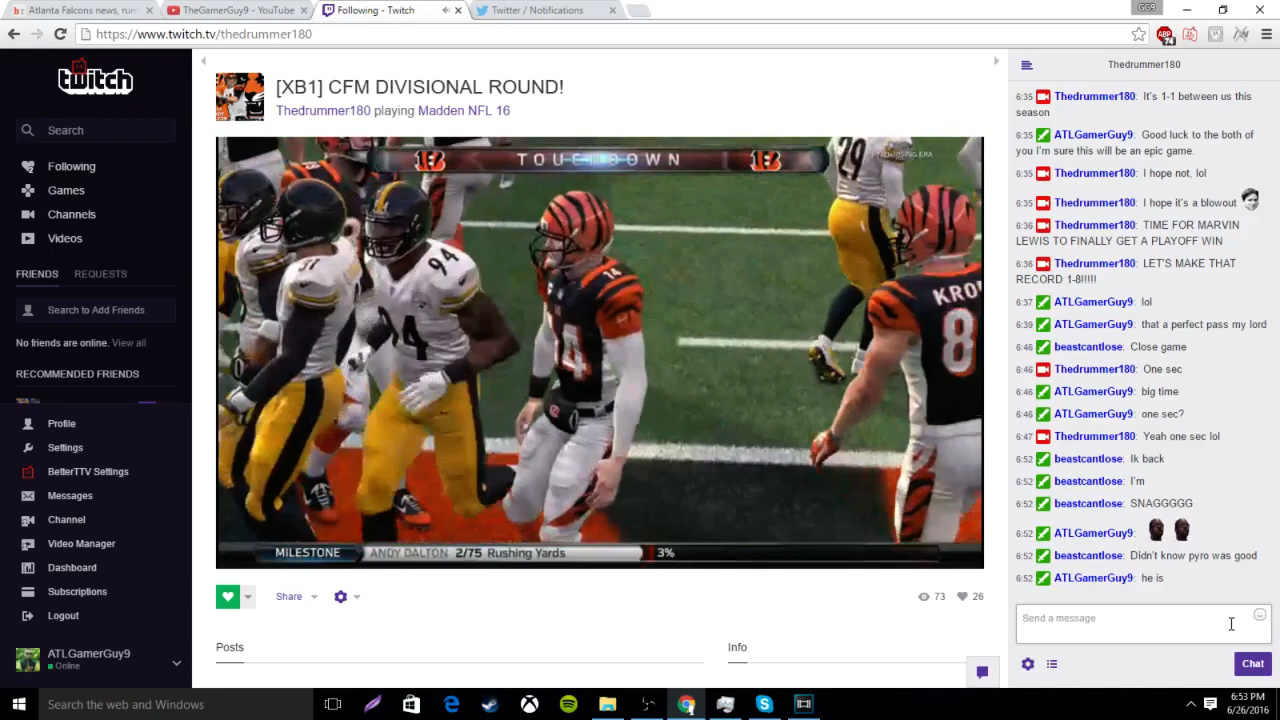 Atlanta Falcons news, rum
TheGamerGuy9 - YouTube
Following - Twitch
Twitter / Notifications
GG9
https://www.twitch.tv/thedrummer180
ABP
74
twitch
Search
Following
Games
Channels
Videos
FRIENDS REQUESTS
Search to Add Friends
No friends are online. View all
RECOMMENDED FRIENDS
Profile
Settings
BetterTTV Settings
Messages
Channel
Video Manager
Dashboard
Subscriptions
Logout
ATLGamerGuy9
Online
[XB1] CFM DIVISIONAL ROUND!
Thedrummer180 playing Madden NFL 16
TOUCHDOWN
29
94
14
14
KRO
8
MILESTONE ANDY DALTON 2/75 Rushing Yards 3%
Share
73 26
Posts
Info
Thedrummer180
6:35 Thedrummer180: It's 1-1 between us this
season
6:35 ATLGamerGuy9: Good luck to the both of
you I'm sure this will be an epic game.
6:35 Thedrummer180: I hope not, lol
6:35 Thedrummer180: I hope it's a blowout
6:36 Thedrummer180: TIME FOR MARVIN
LEWIS TO FINALLY GET A PLAYOFF WIN
6:36 Thedrummer180: LET'S MAKE THAT
RECORD 1-8!!!!!
6:37 ATLGamerGuy9: lol
6:39 ATLGamerGuy9: that a perfect pass my lord
6:46 beastcantlose: Close game
6:46 Thedrummer180: One sec
6:46 ATLGamerGuy9: big time
6:46 ATLGamerGuy9: one sec?
6:47 Thedrummer180: Yeah one sec lol
6:52 beastcantlose: Ik back
6:52 beastcantlose: I'm
6:52 beastcantlose: SNAGGGGG
6:52 ATLGamerGuy9:
6:52 beastcantlose: Didn't know pyro was good
6:52 ATLGamerGuy9: he is
Send a message
Chat
Search the web and Windows
6:53 PM
6/26/2016